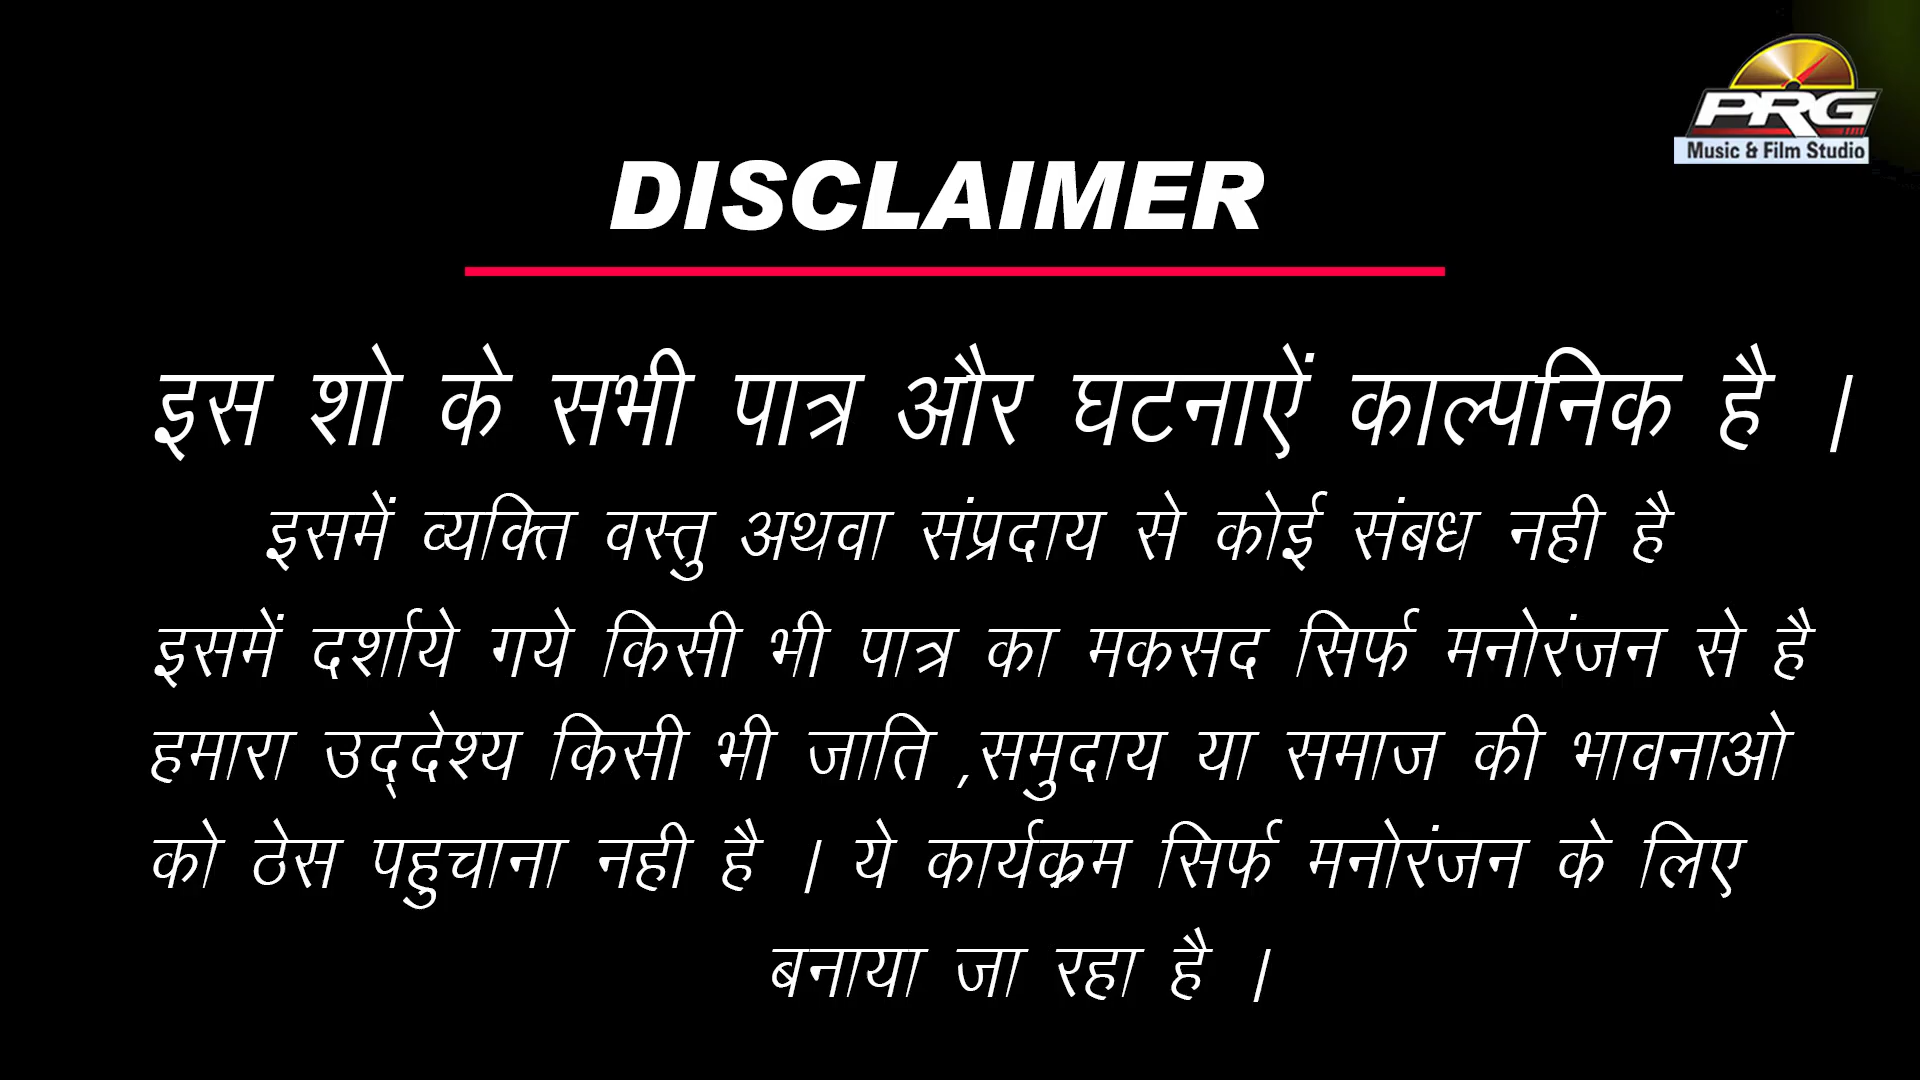 PRG
Music & Film Studio
DISCLAIMER
इस शो के सभी पात्र और घटनाऐं काल्पनिक है ।
इसमें व्यक्ति वस्तु अथवा संप्रदाय से कोई संबध नही है
इसमें दर्शाये गये किसी भी पात्र का मकसद सिर्फ मनोरंजन से है
हमारा उद्देश्य किसी भी जाति ,समुदाय या समाज की भावनाओ
को ठेस पहुचाना नही है । ये कार्यक्रम सिर्फ मनोरंजन के लिए
बनाया जा रहा है ।